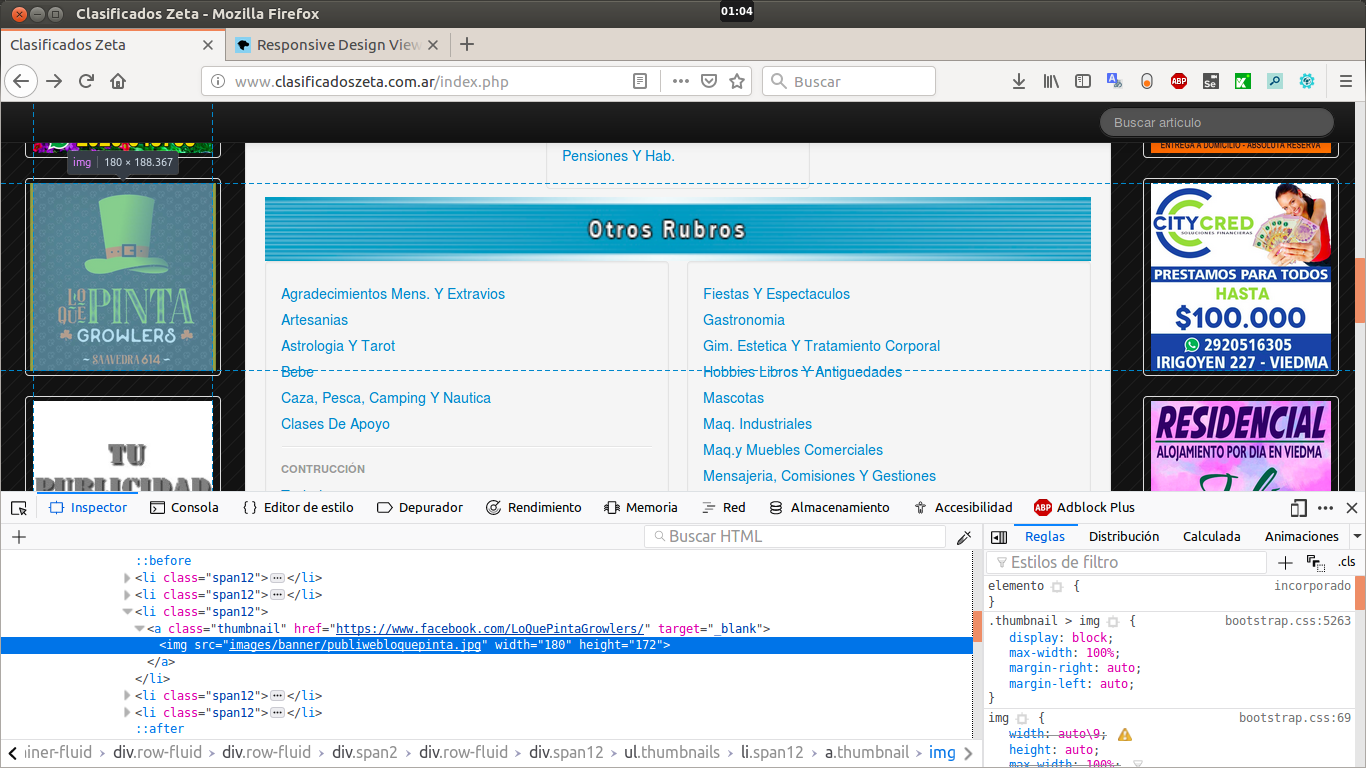 Clasificados Zeta - Mozilla Firefox
01:04
Clasificados Zeta
Responsive Design View
www.clasificadoszeta.com.ar/index.php
Buscar
ABP
Se
Buscar articulo
ENTREGA A DOMICILIO - ABSOLUTA RESERVA
img 180 × 188.367
Pensiones Y Hab.
LO QUE PINTA
GROWLERS
~ SAAVEDRA 614 ~
Otros Rubros
CITYCRED
SOLUCIONES FINANCIERAS
PRESTAMOS PARA TODOS
HASTA
$100.000
2920516305
IRIGOYEN 227 - VIEDMA
Agradecimientos Mens. Y Extravios
Artesanias
Astrologia Y Tarot
Bebe
Caza, Pesca, Camping Y Nautica
Clases De Apoyo
CONTRUCCIÓN
Fiestas Y Espectaculos
Gastronomia
Gim. Estetica Y Tratamiento Corporal
Hobbies Libros Y Antiguedades
Mascotas
Maq. Industriales
Maq.y Muebles Comerciales
Mensajeria, Comisiones Y Gestiones
TU
PUBLICIDAD
RESIDENCIAL
ALOJAMIENTO POR DIA EN VIEDMA
Inspector
Consola
Editor de estilo
Depurador
Rendimiento
Memoria
Red
Almacenamiento
Accesibilidad
ABP Adblock Plus
Buscar HTML
::before
<li class="span12">…</li>
<li class="span12">…</li>
<li class="span12">
<a class="thumbnail" href="https://www.facebook.com/LoQuePintaGrowlers/" target="_blank">
<img src="images/banner/publiwebloquepinta.jpg" width="180" height="172">
</a>
</li>
<li class="span12">…</li>
<li class="span12">…</li>
::after
iner-fluid › div.row-fluid › div.row-fluid › div.span2 › div.row-fluid › div.span12 › ul.thumbnails › li.span12 › a.thumbnail › img
Reglas
Distribución
Calculada
Animaciones
Estilos de filtro
.cls
elemento {
incorporado
}
.thumbnail > img {
bootstrap.css:5263
display: block;
max-width: 100%;
margin-right: auto;
margin-left: auto;
}
img {
bootstrap.css:69
width: auto\9;
height: auto;
max-width: 100%;